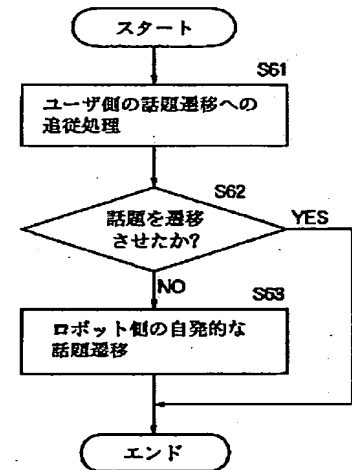 スタート
S61
ユーザ側の話題遷移への
追従処理
S62
話題を遷移
させたか?
YES
NO
S63
ロボット側の自発的な
話題遷移
エンド